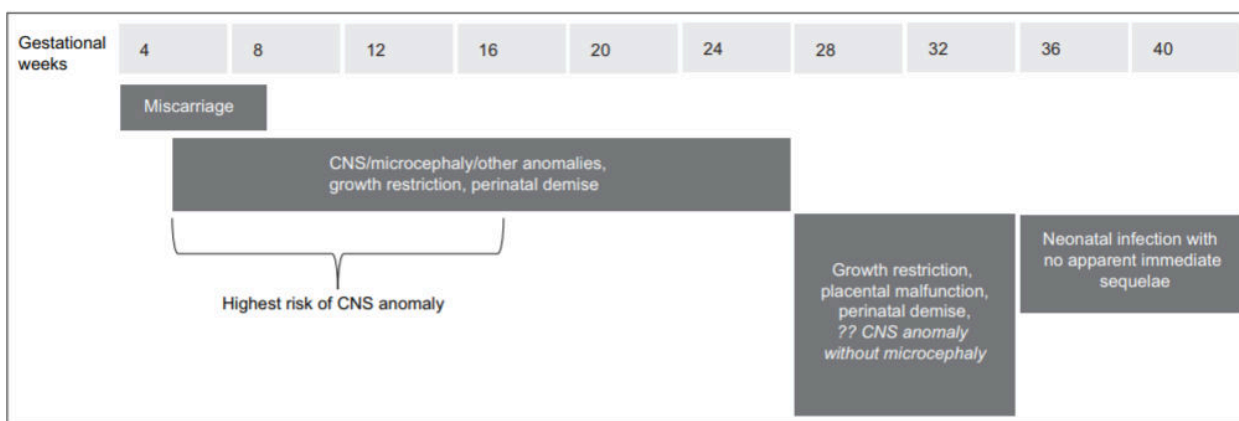 Gestational weeks 4 8 12 16 20 24 28 32 36 40
Miscarriage
CNS/microcephaly/other anomalies,
growth restriction, perinatal demise
Highest risk of CNS anomaly
Growth restriction,
placental malfunction,
perinatal demise,
?? CNS anomaly
without microcephaly
Neonatal infection with
no apparent immediate
sequelae